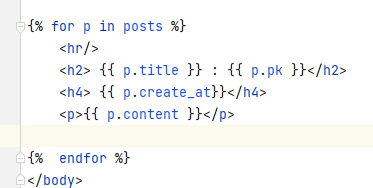 {% for p in posts %}
<hr/>
<h2> {{ p.title }} : {{ p.pk }}</h2>
<h4> {{ p.create_at}}</h4>
<p>{{ p.content }}</p>
{%  endfor %}
</body>